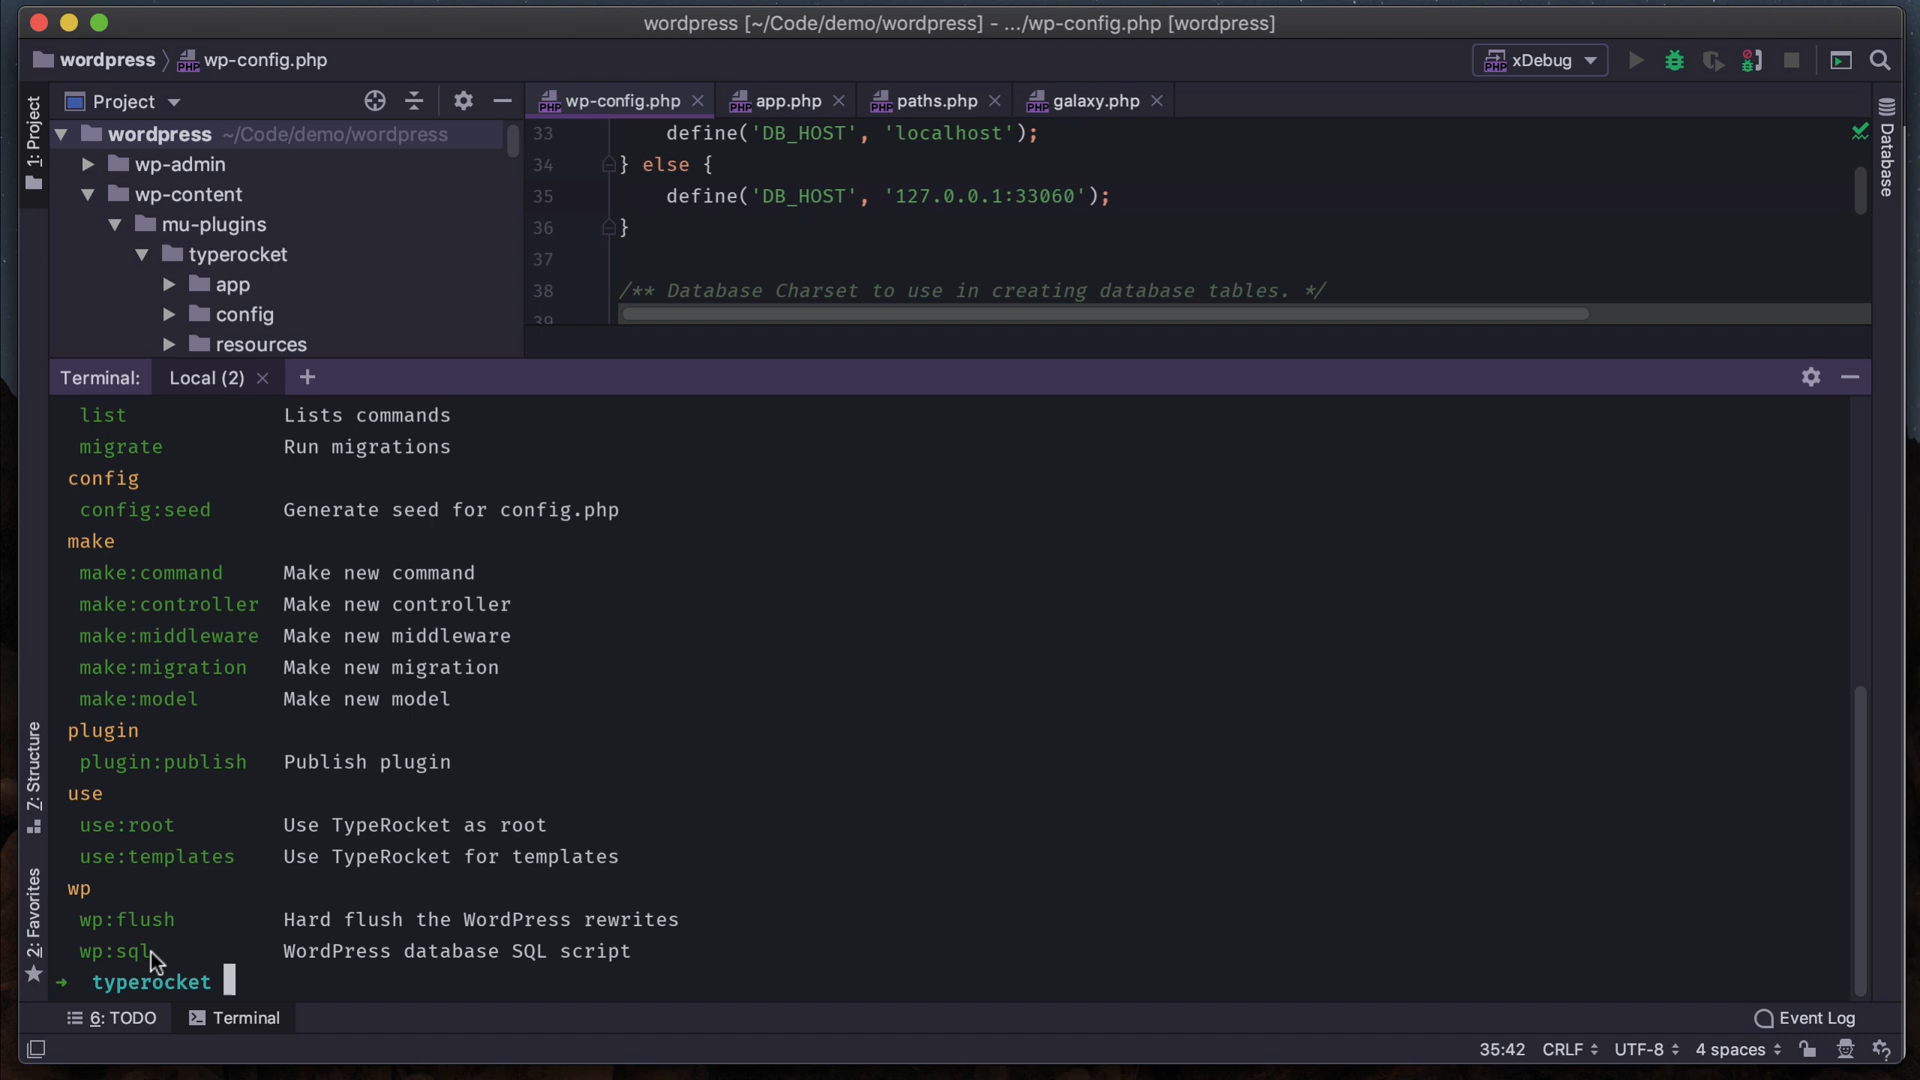 wordpress [~/Code/demo/wordpress] - .../wp-config.php [wordpress]
wordpress wp-config.php
xDebug
1: Project
Project
wordpress ~/Code/demo/wordpress
wp-admin
wp-content
mu-plugins
typerocket
app
config
resources
wp-config.php app.php paths.php galaxy.php
33 define('DB_HOST', 'localhost');
34 } else {
35 define('DB_HOST', '127.0.0.1:33060');
36 }
37
38 /** Database Charset to use in creating database tables. */
39
Database
Terminal: Local (2) +
list Lists commands
migrate Run migrations
config
config:seed Generate seed for config.php
make
make:command Make new command
make:controller Make new controller
make:middleware Make new middleware
make:migration Make new migration
make:model Make new model
plugin
plugin:publish Publish plugin
use
use:root Use TypeRocket as root
use:templates Use TypeRocket for templates
wp
wp:flush Hard flush the WordPress rewrites
wp:sql WordPress database SQL script
→ typerocket
7: Structure
2: Favorites
6: TODO Terminal
Event Log
35:42 CRLF UTF-8 4 spaces